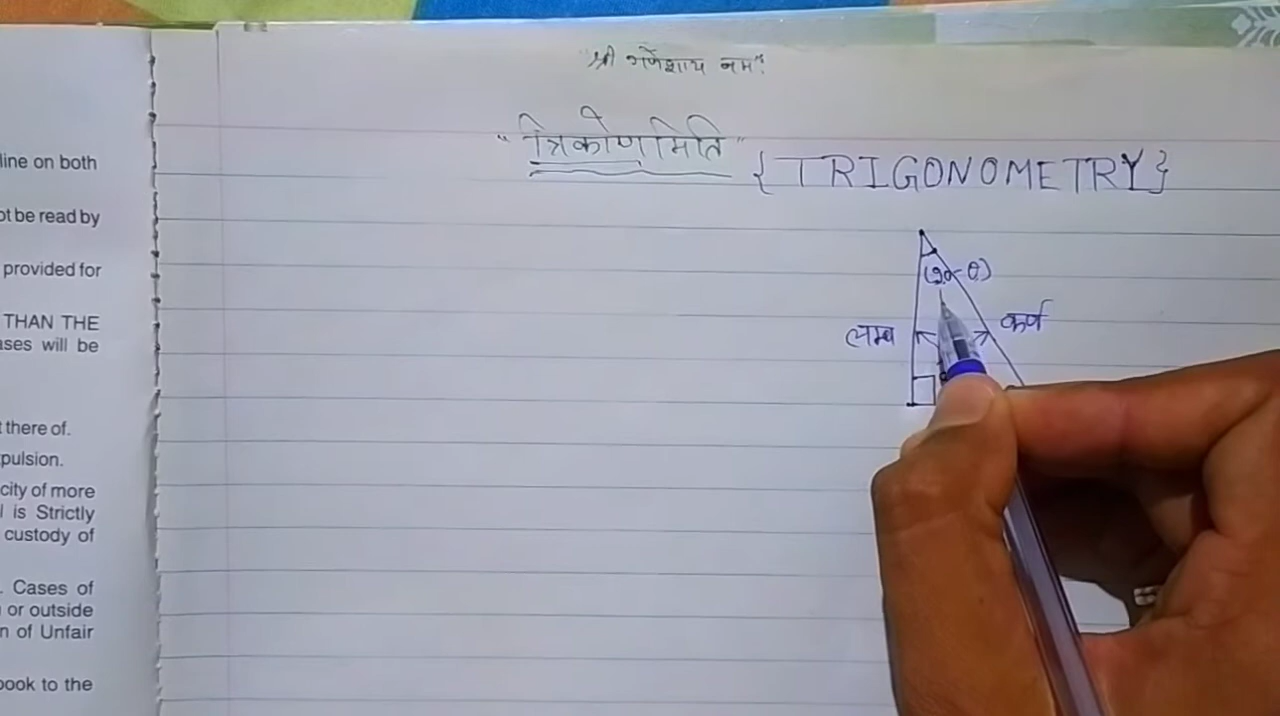 line on both
ot be read by
provided for
THAN THE
ases will be
t there of.
pulsion.
city of more
l is Strictly
custody of
. Cases of
or outside
n of Unfair
book to the
"श्री गणेशाय नमः"
"त्रिकोणमिति" {TRIGONOMETRY}
(90-θ)
लम्ब कर्ण